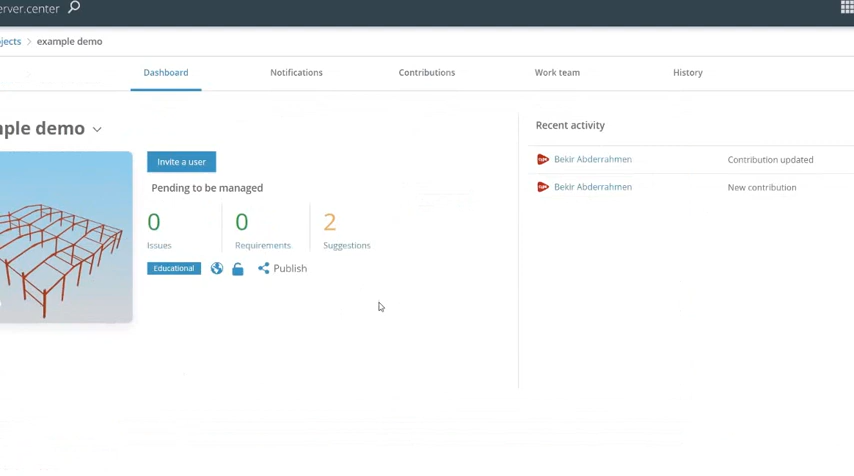 erver.center
jects > example demo
Dashboard Notifications Contributions Work team History
mple demo
Invite a user
Pending to be managed
0 0 2
Issues Requirements Suggestions
Educational Publish
Recent activity
Bekir Abderrahmen Contribution updated
Bekir Abderrahmen New contribution